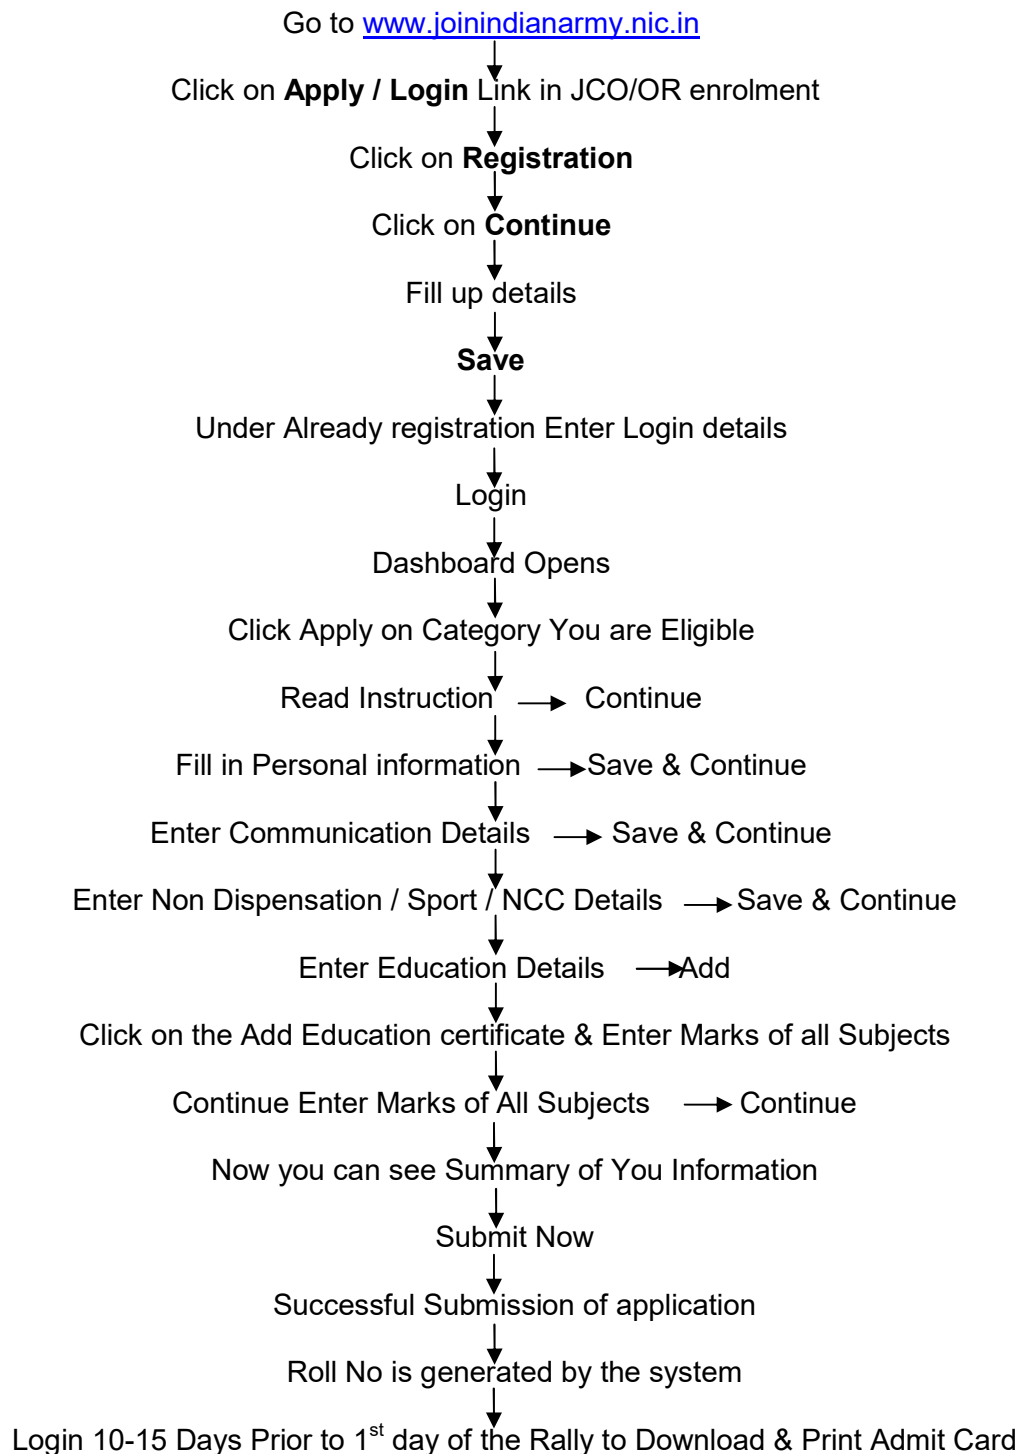 Go to www.joinindianarmy.nic.in
Click on Apply / Login Link in JCO/OR enrolment
Click on Registration
Click on Continue
Fill up details
Save
Under Already registration Enter Login details
Login
Dashboard Opens
Click Apply on Category You are Eligible
Read Instruction Continue
Fill in Personal information Save & Continue
Enter Communication Details Save & Continue
Enter Non Dispensation / Sport / NCC Details Save & Continue
Enter Education Details Add
Click on the Add Education certificate & Enter Marks of all Subjects
Continue Enter Marks of All Subjects Continue
Now you can see Summary of You Information
Submit Now
Successful Submission of application
Roll No is generated by the system
Login 10-15 Days Prior to 1st day of the Rally to Download & Print Admit Card